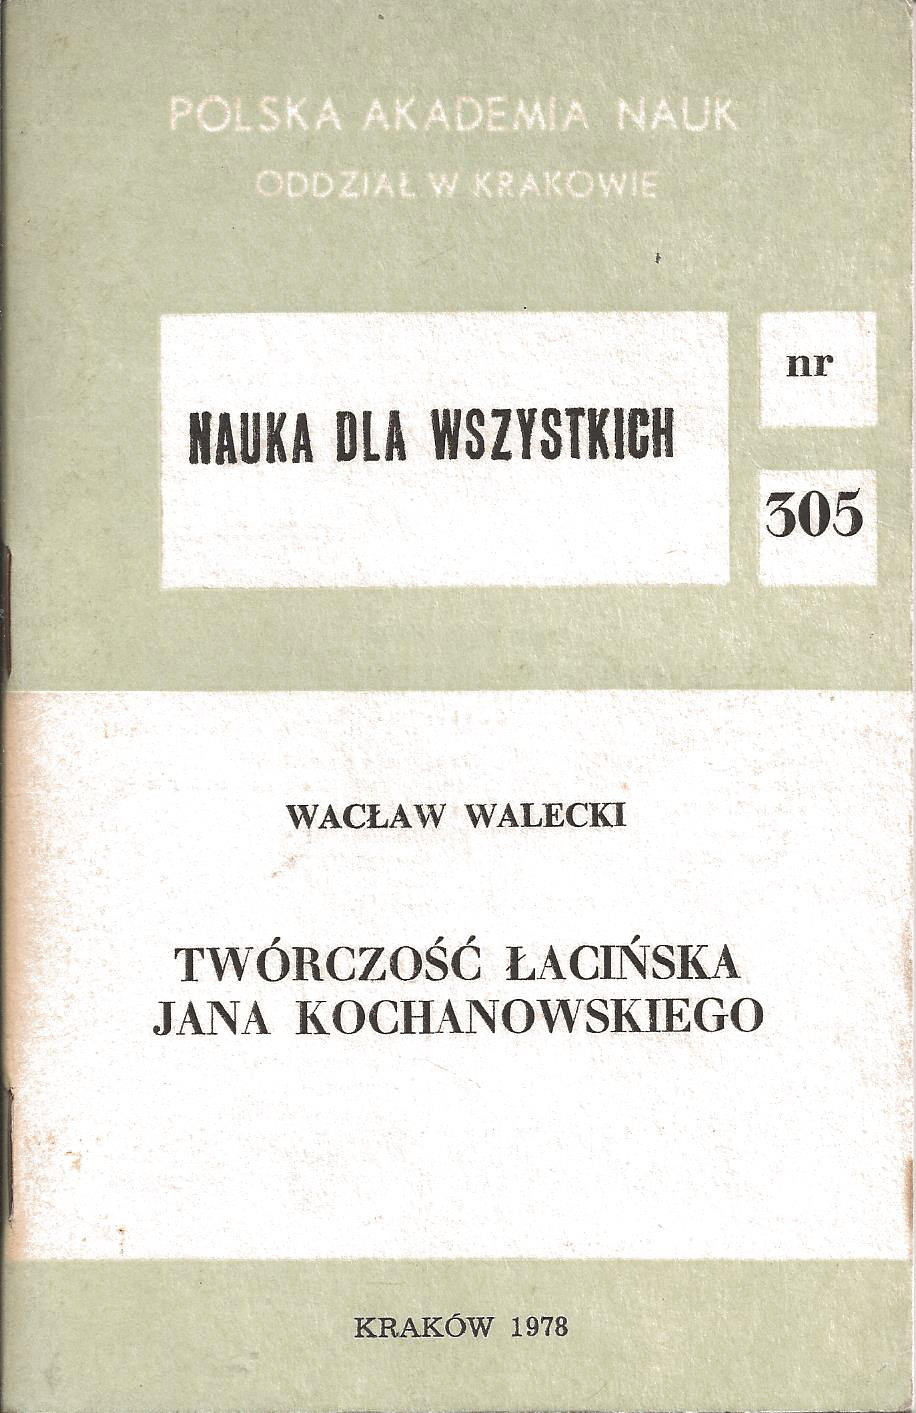 POLSKA AKADEMIA NAUK
ODDZIAŁ W KRAKOWIE
NAUKA DLA WSZYSTKICH
nr
305
WACŁAW WALECKI
TWÓRCZOŚĆ ŁACIŃSKA
JANA KOCHANOWSKIEGO
KRAKÓW 1978